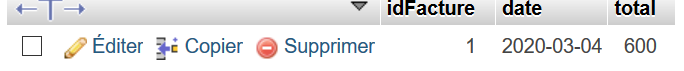 idFacture date total
Éditer Copier Supprimer 1 2020-03-04 600